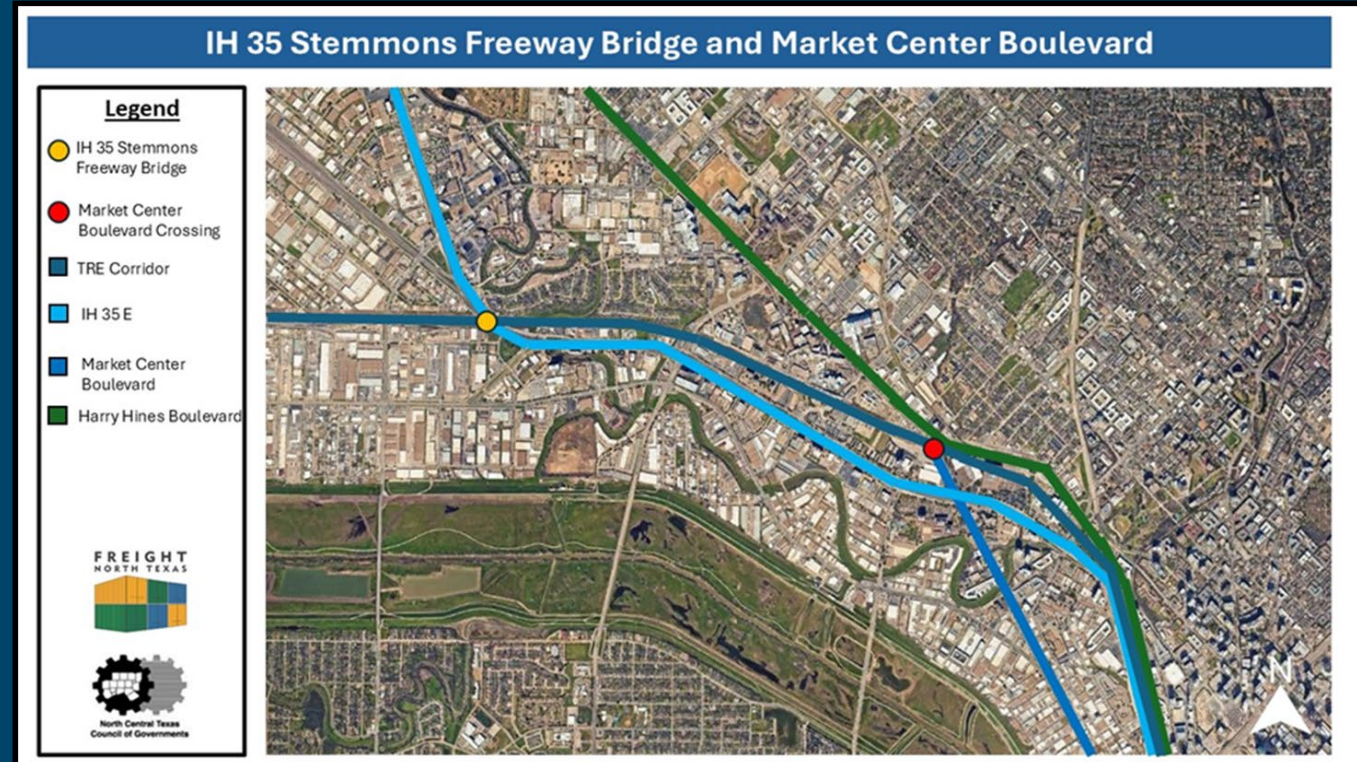 IH 35 Stemmons Freeway Bridge and Market Center Boulevard
Legend
IH 35 Stemmons
Freeway Bridge
Market Center
Boulevard Crossing
TRE Corridor
IH 35 E
Market Center
Boulevard
Harry Hines Boulevard
FREIGHT
NORTH TEXAS
North Central Texas
Council of Governments
N